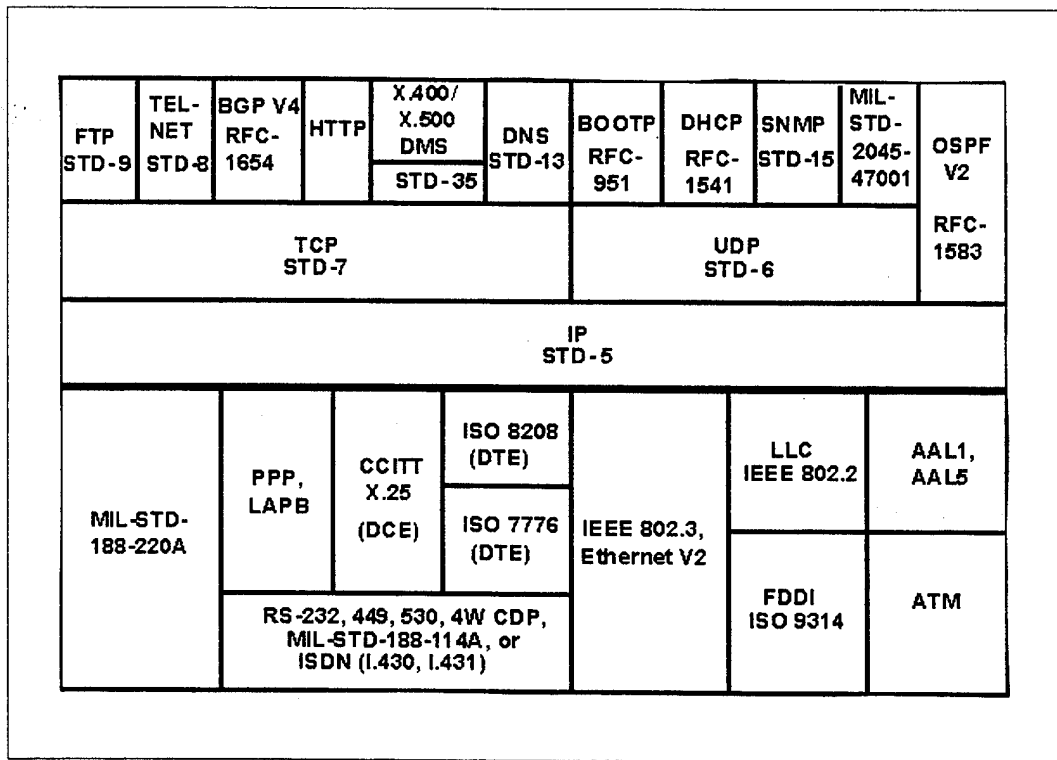 FTP
STD-9
TEL-
NET
STD-8
BGP V4
RFC-
1654
HTTP
X.400/
X.500
DMS
STD-35
DNS
STD-13
BOOTP
RFC-
951
DHCP
RFC-
1541
SNMP
STD-15
MIL-
STD-
2045-
47001
OSPF
V2
RFC-
1583
TCP
STD-7
UDP
STD-6
IP
STD-5
MIL-STD-
188-220A
PPP,
LAPB
CCITT
X.25
(DCE)
ISO 8208
(DTE)
ISO 7776
(DTE)
RS-232, 449, 530, 4W CDP,
MIL-STD-188-114A, or
ISDN (I.430, I.431)
IEEE 802.3,
Ethernet V2
LLC
IEEE 802.2
FDDI
ISO 9314
AAL1,
AAL5
ATM